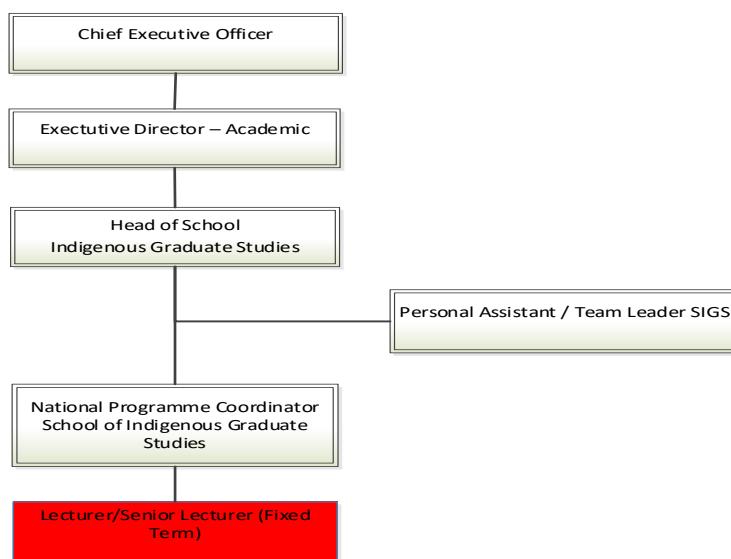 Chief Executive Officer
Exectutive Director – Academic
Head of School
Indigenous Graduate Studies
Personal Assistant / Team Leader SIGS
National Programme Coordinator
School of Indigenous Graduate
Studies
Lecturer/Senior Lecturer (Fixed
Term)